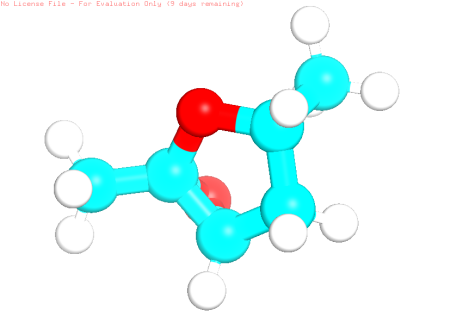 No License File - For Evaluation Only (9 days remaining)